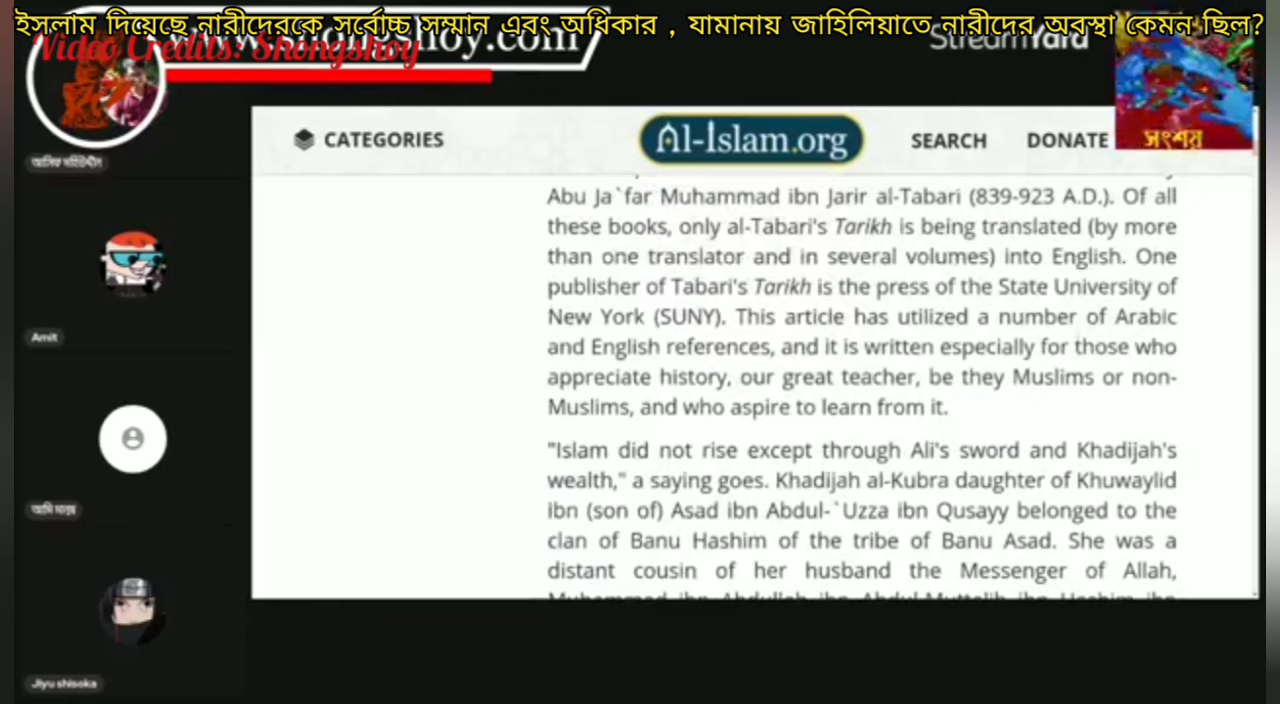 ইসলাম দিয়েছে নারীদেরকে সর্বোচ্চ সম্মান এবং অধিকার , যামানায় জাহিলিয়াতে নারীদের অবস্থা কেমন ছিল?
Video Credits: Shongshoy
StreamYard
সংশয়
CATEGORIES
Al-Islam.org
SEARCH
DONATE
Abu Ja`far Muhammad ibn Jarir al-Tabari (839-923 A.D.). Of all
these books, only al-Tabari's Tarikh is being translated (by more
than one translator and in several volumes) into English. One
publisher of Tabari's Tarikh is the press of the State University of
New York (SUNY). This article has utilized a number of Arabic
and English references, and it is written especially for those who
appreciate history, our great teacher, be they Muslims or non-
Muslims, and who aspire to learn from it.
"Islam did not rise except through Ali's sword and Khadijah's
wealth," a saying goes. Khadijah al-Kubra daughter of Khuwaylid
ibn (son of) Asad ibn Abdul-`Uzza ibn Qusayy belonged to the
clan of Banu Hashim of the tribe of Banu Asad. She was a
distant cousin of her husband the Messenger of Allah,
Amit
আমি মানুষ
Jiyu shisoka